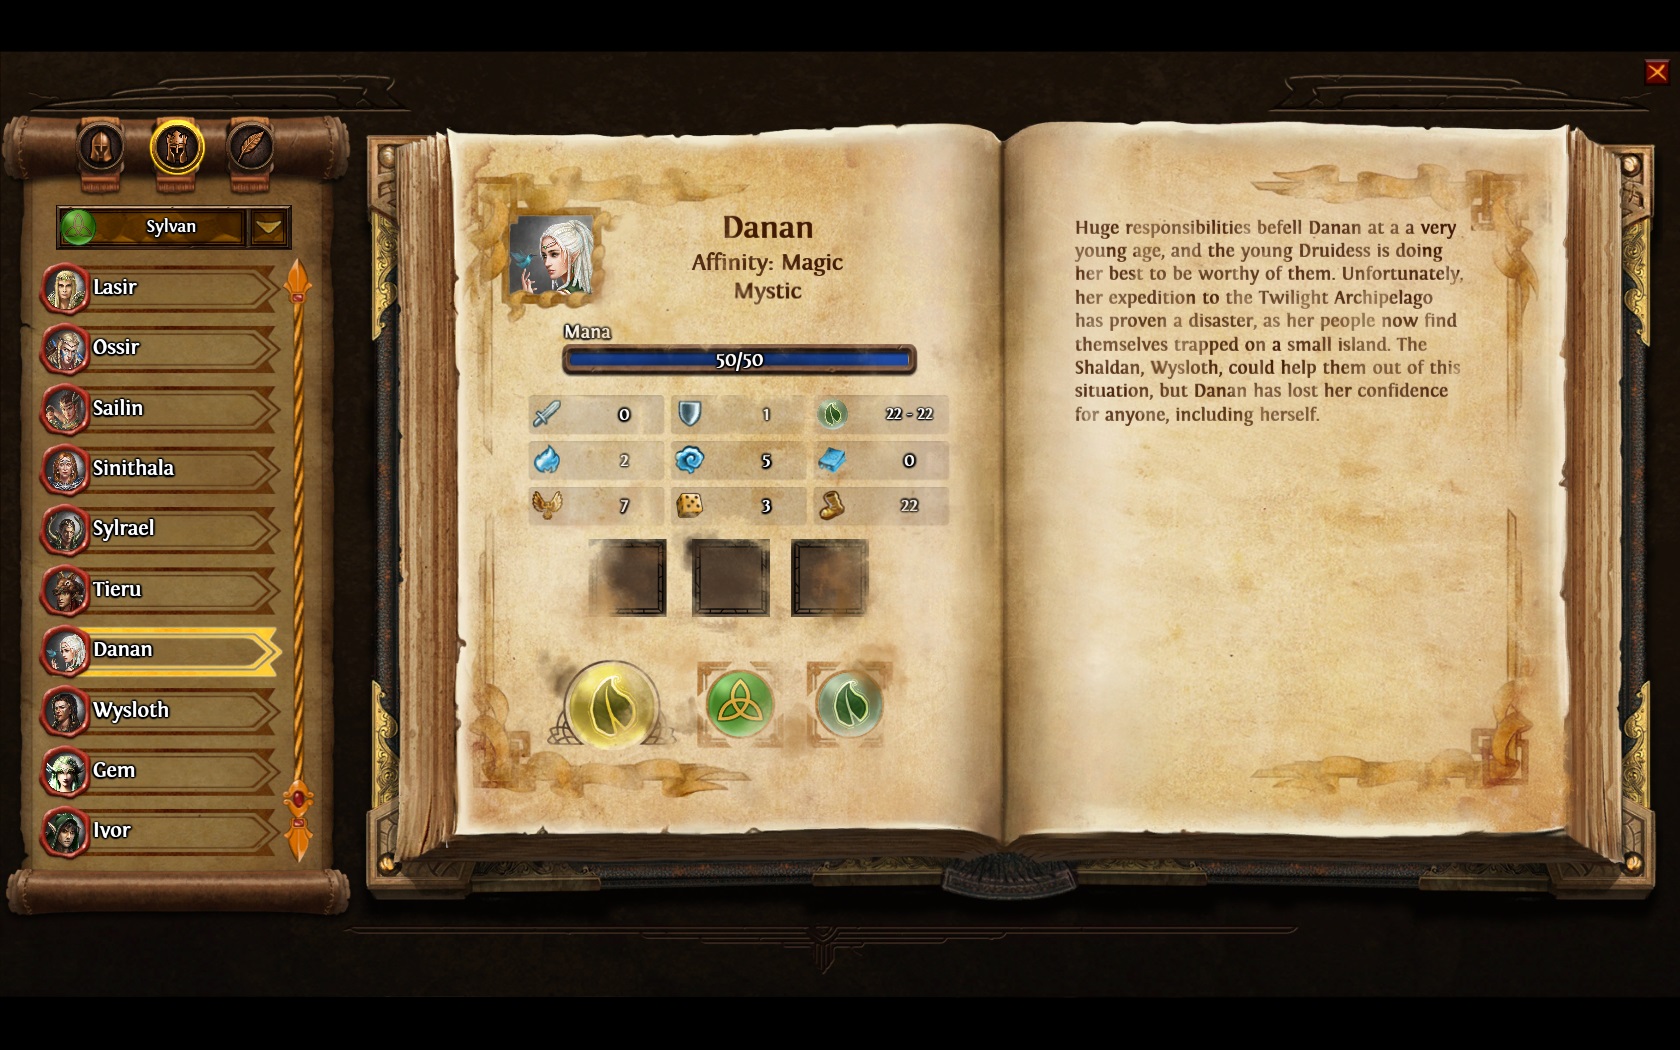 Sylvan
Lasir
Ossir
Sailin
Sinithala
Sylrael
Tieru
Danan
Wysloth
Gem
Ivor
Danan
Affinity: Magic
Mystic
Mana
50/50
0 1 22 - 22
2 5 0
7 3 22
Huge responsibilities befell Danan at a a very
young age, and the young Druidess is doing
her best to be worthy of them. Unfortunately,
her expedition to the Twilight Archipelago
has proven a disaster, as her people now find
themselves trapped on a small island. The
Shaldan, Wysloth, could help them out of this
situation, but Danan has lost her confidence
for anyone, including herself.